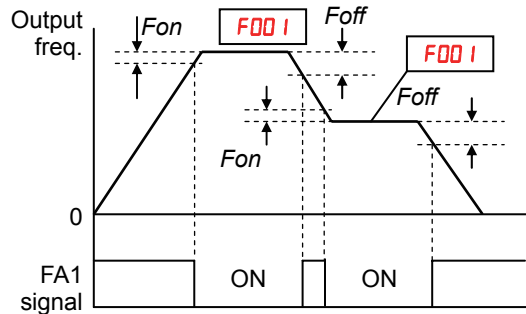 Output
freq.
Fon
F001
Foff
F001
Foff
Fon
0
FA1
signal
ON
ON